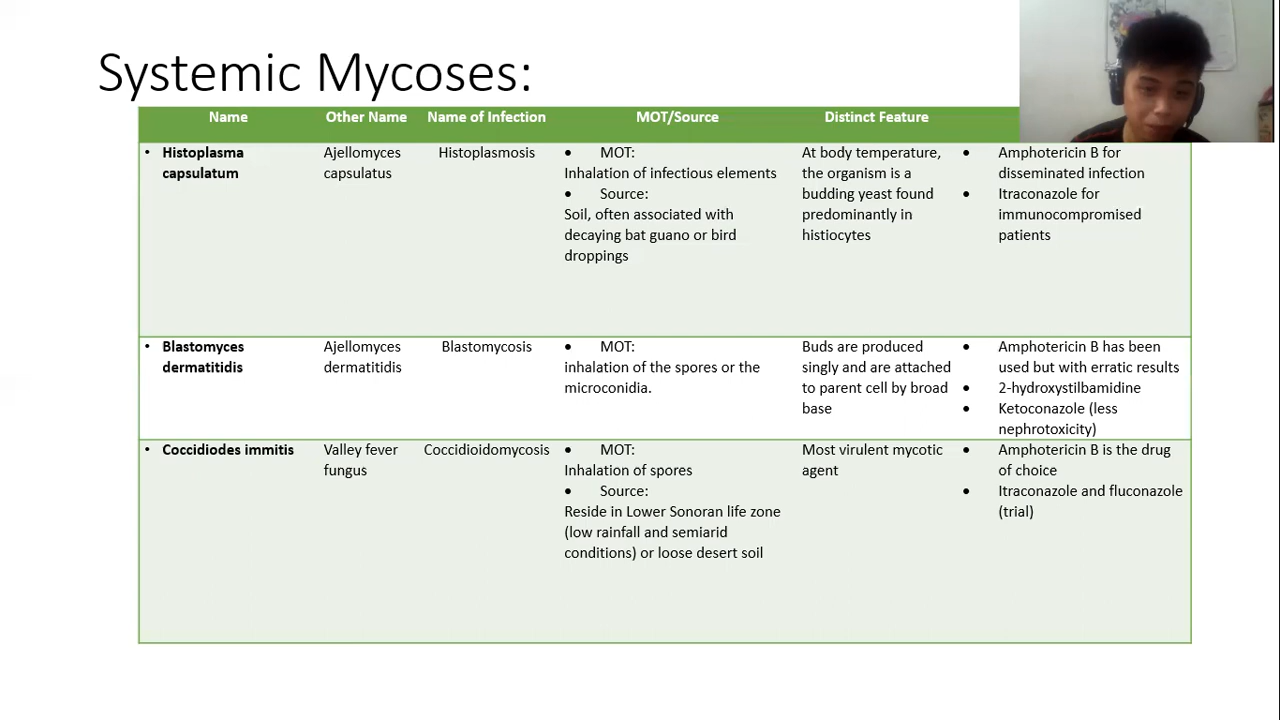 Systemic Mycoses:
Name Other Name Name of Infection MOT/Source Distinct Feature
• Histoplasma
capsulatum
Ajellomyces
capsulatus
Histoplasmosis
• MOT:
Inhalation of infectious elements
• Source:
Soil, often associated with
decaying bat guano or bird
droppings
At body temperature,
the organism is a
budding yeast found
predominantly in
histiocytes
• Amphotericin B for
disseminated infection
• Itraconazole for
immunocompromised
patients
• Blastomyces
dermatitidis
Ajellomyces
dermatitidis
Blastomycosis
• MOT:
inhalation of the spores or the
microconidia.
Buds are produced
singly and are attached
to parent cell by broad
base
• Amphotericin B has been
used but with erratic results
• 2-hydroxystilbamidine
• Ketoconazole (less
nephrotoxicity)
• Coccidiodes immitis
Valley fever
fungus
Coccidioidomycosis
• MOT:
Inhalation of spores
• Source:
Reside in Lower Sonoran life zone
(low rainfall and semiarid
conditions) or loose desert soil
Most virulent mycotic
agent
• Amphotericin B is the drug
of choice
• Itraconazole and fluconazole
(trial)